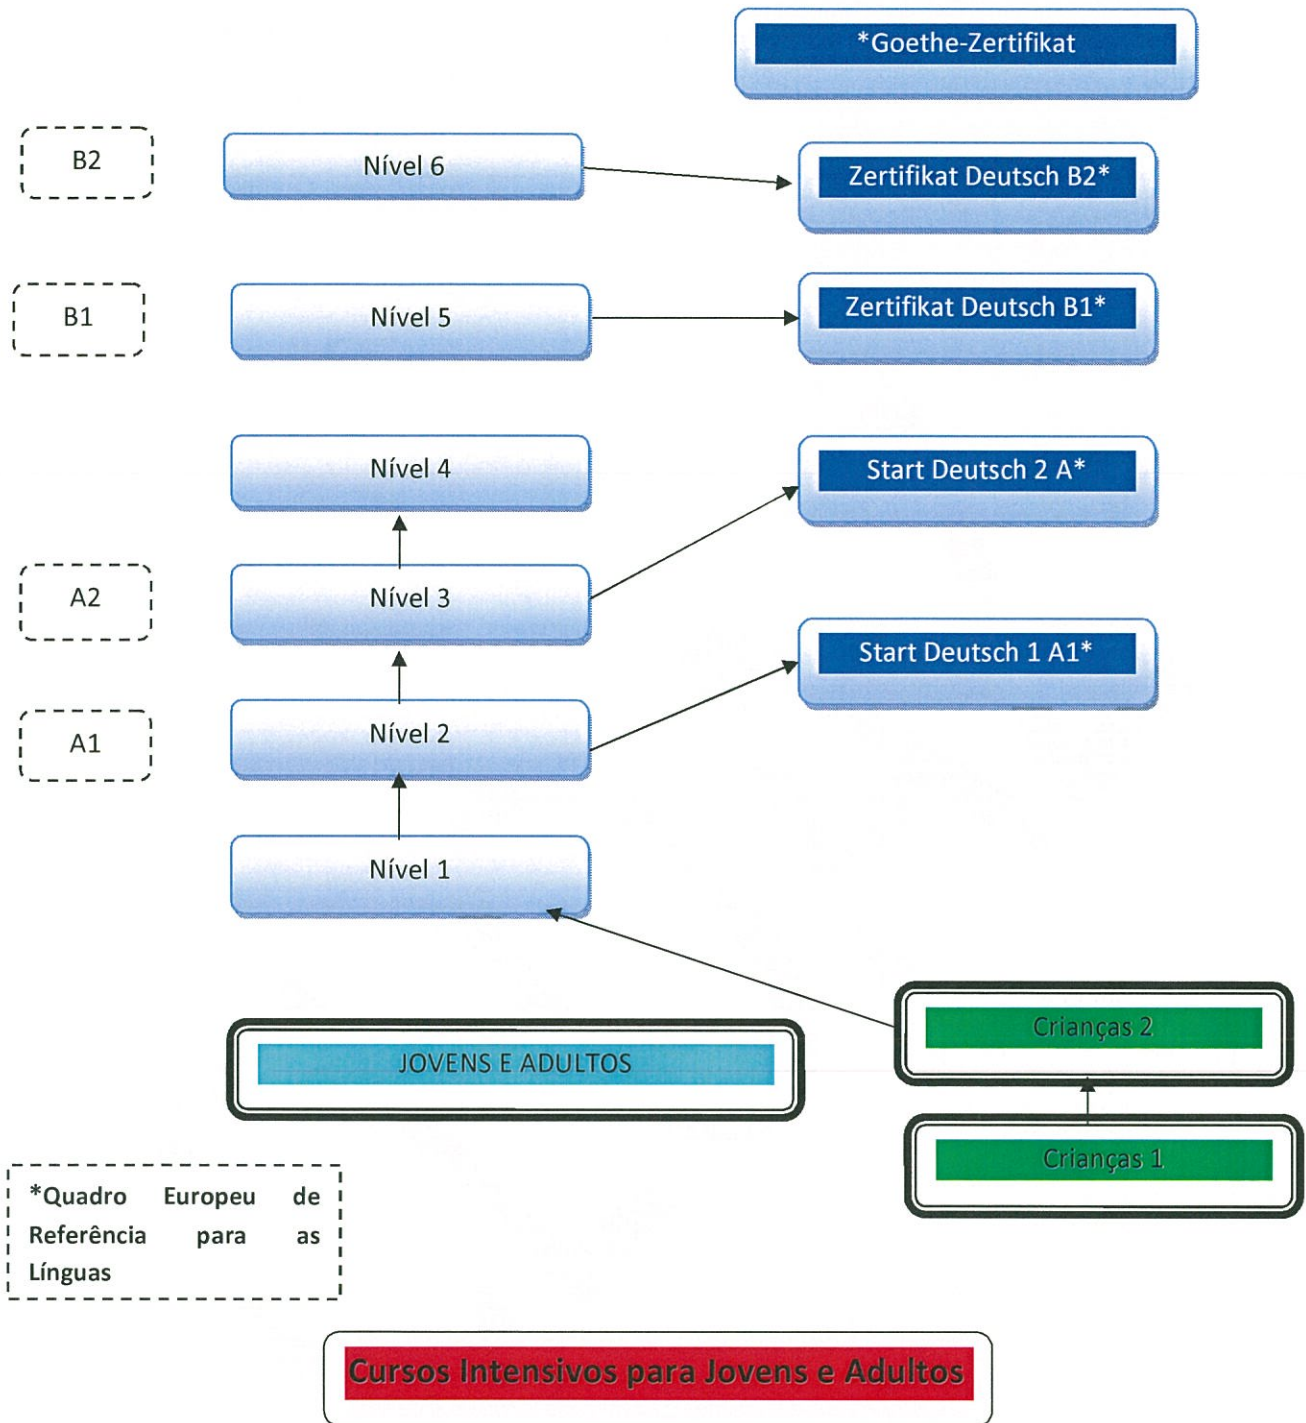 *Goethe-Zertifikat
B2
Nível 6
Zertifikat Deutsch B2*
B1
Nível 5
Zertifikat Deutsch B1*
Nível 4
Start Deutsch 2 A*
A2
Nível 3
Start Deutsch 1 A1*
A1
Nível 2
Nível 1
Crianças 2
JOVENS E ADULTOS
Crianças 1
*Quadro Europeu de
Referência para as
Línguas
Cursos Intensivos para Jovens e Adultos